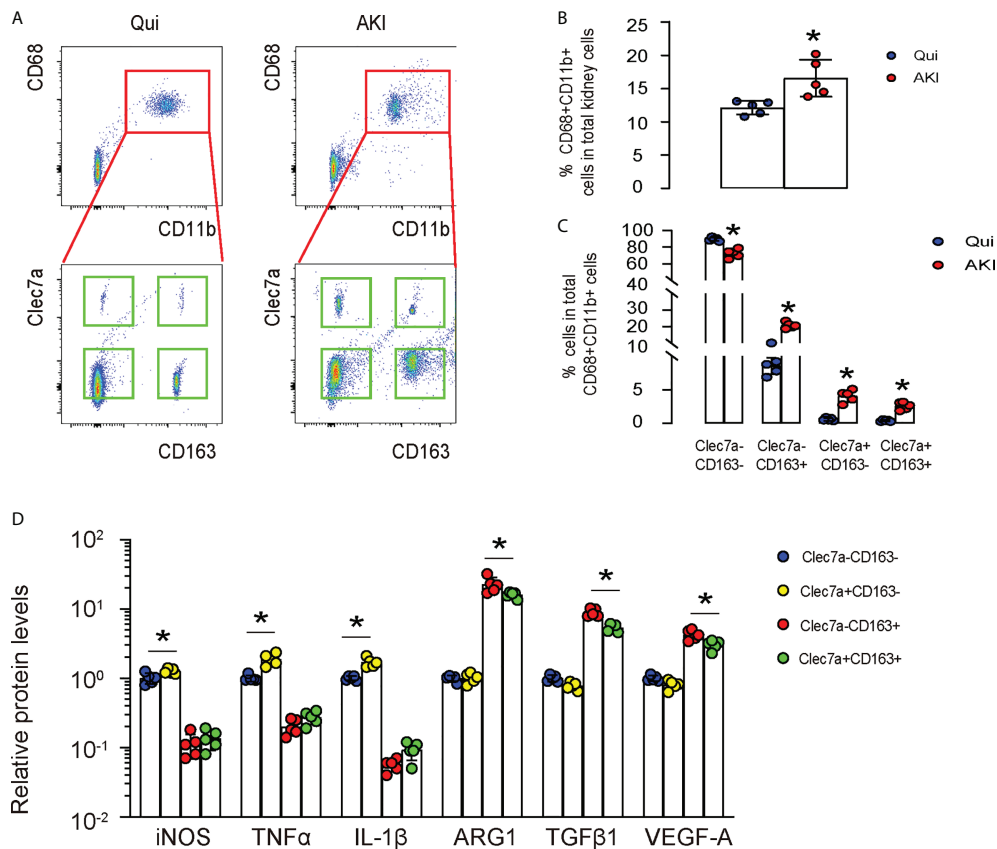 A
Qui
AKI
CD68
CD11b
CD11b
Clec7a
CD163
CD163
B
% CD68+CD11b+
cells in total kidney cells
25
20
15
10
5
0
*
Qui
AKI
C
% cells in total
CD68+CD11b+ cells
100
80
60
40
30
20
10
5
0
*
*
*
*
Qui
AKI
Clec7a-
CD163-
Clec7a-
CD163+
Clec7a+
CD163-
Clec7a+
CD163+
D
Relative protein levels
10²
10¹
10⁰
10⁻¹
10⁻²
*
*
*
*
*
*
iNOS
TNFα
IL-1β
ARG1
TGFβ1
VEGF-A
Clec7a-CD163-
Clec7a+CD163-
Clec7a-CD163+
Clec7a+CD163+